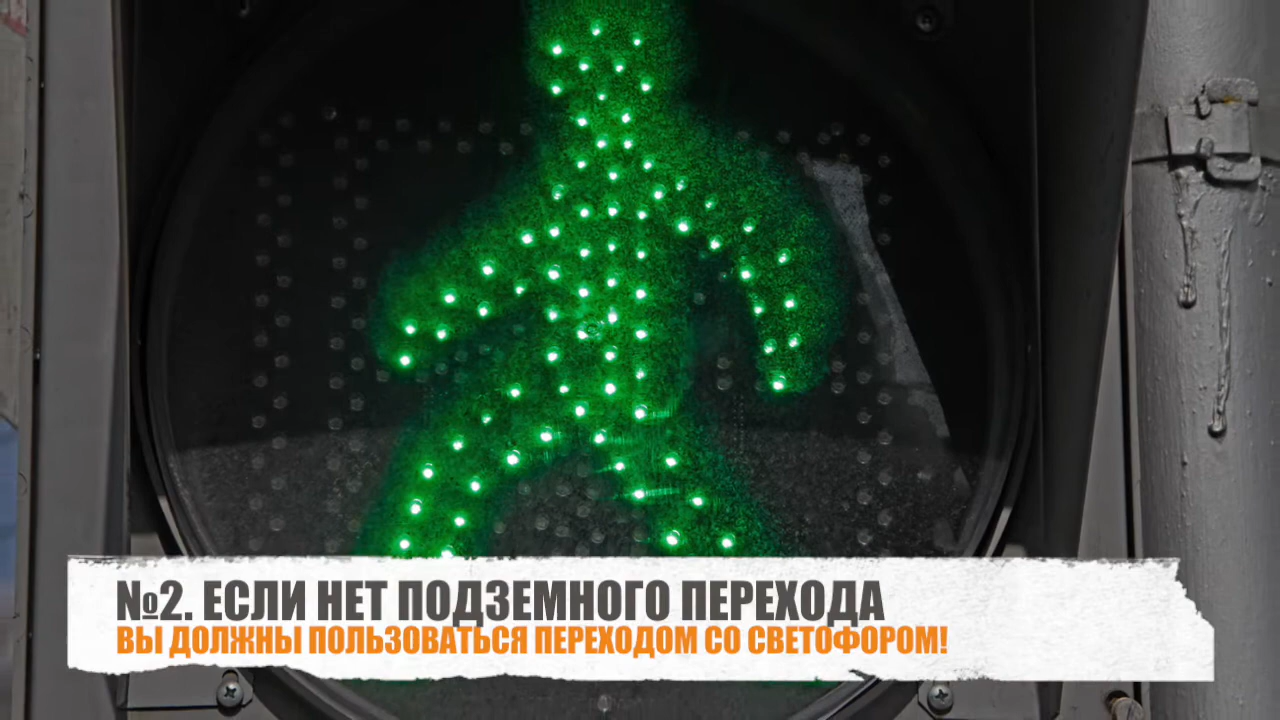 №2. ЕСЛИ НЕТ ПОДЗЕМНОГО ПЕРЕХОДА
ВЫ ДОЛЖНЫ ПОЛЬЗОВАТЬСЯ ПЕРЕХОДОМ СО СВЕТОФОРОМ!